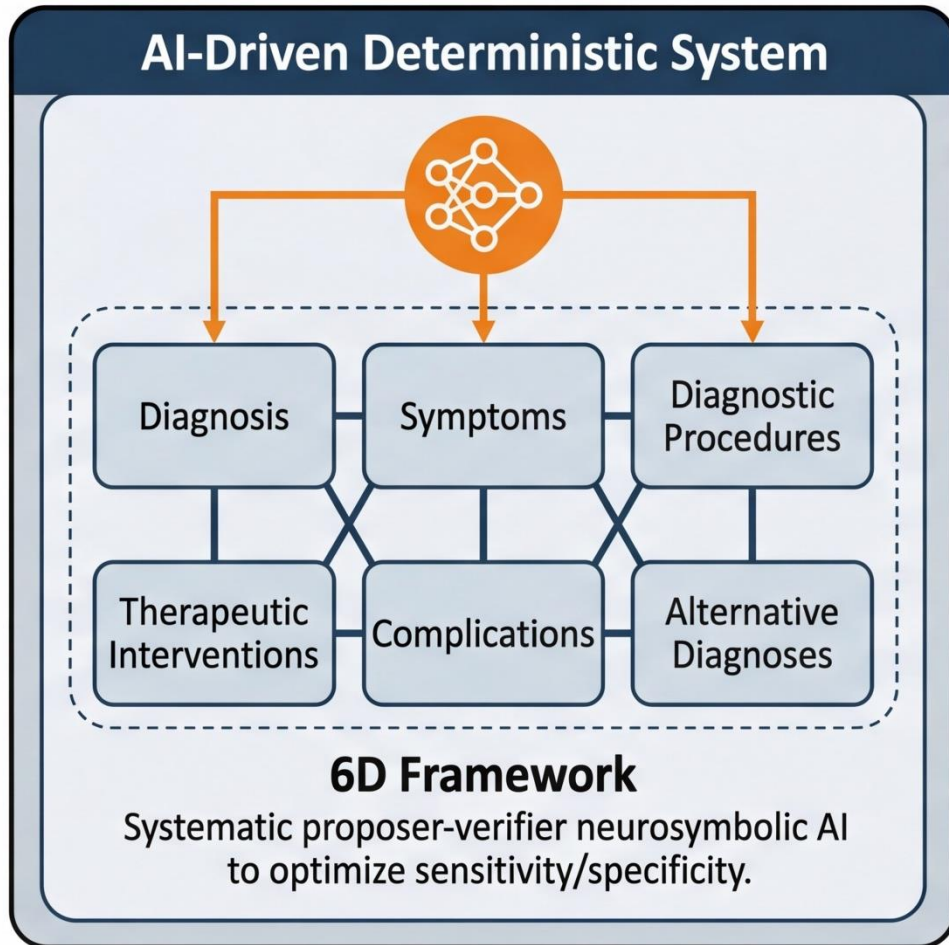 AI-Driven Deterministic System
Diagnosis
Symptoms
Diagnostic
Procedures
Therapeutic
Interventions
Complications
Alternative
Diagnoses
6D Framework
Systematic proposer-verifier neurosymbolic AI
to optimize sensitivity/specificity.